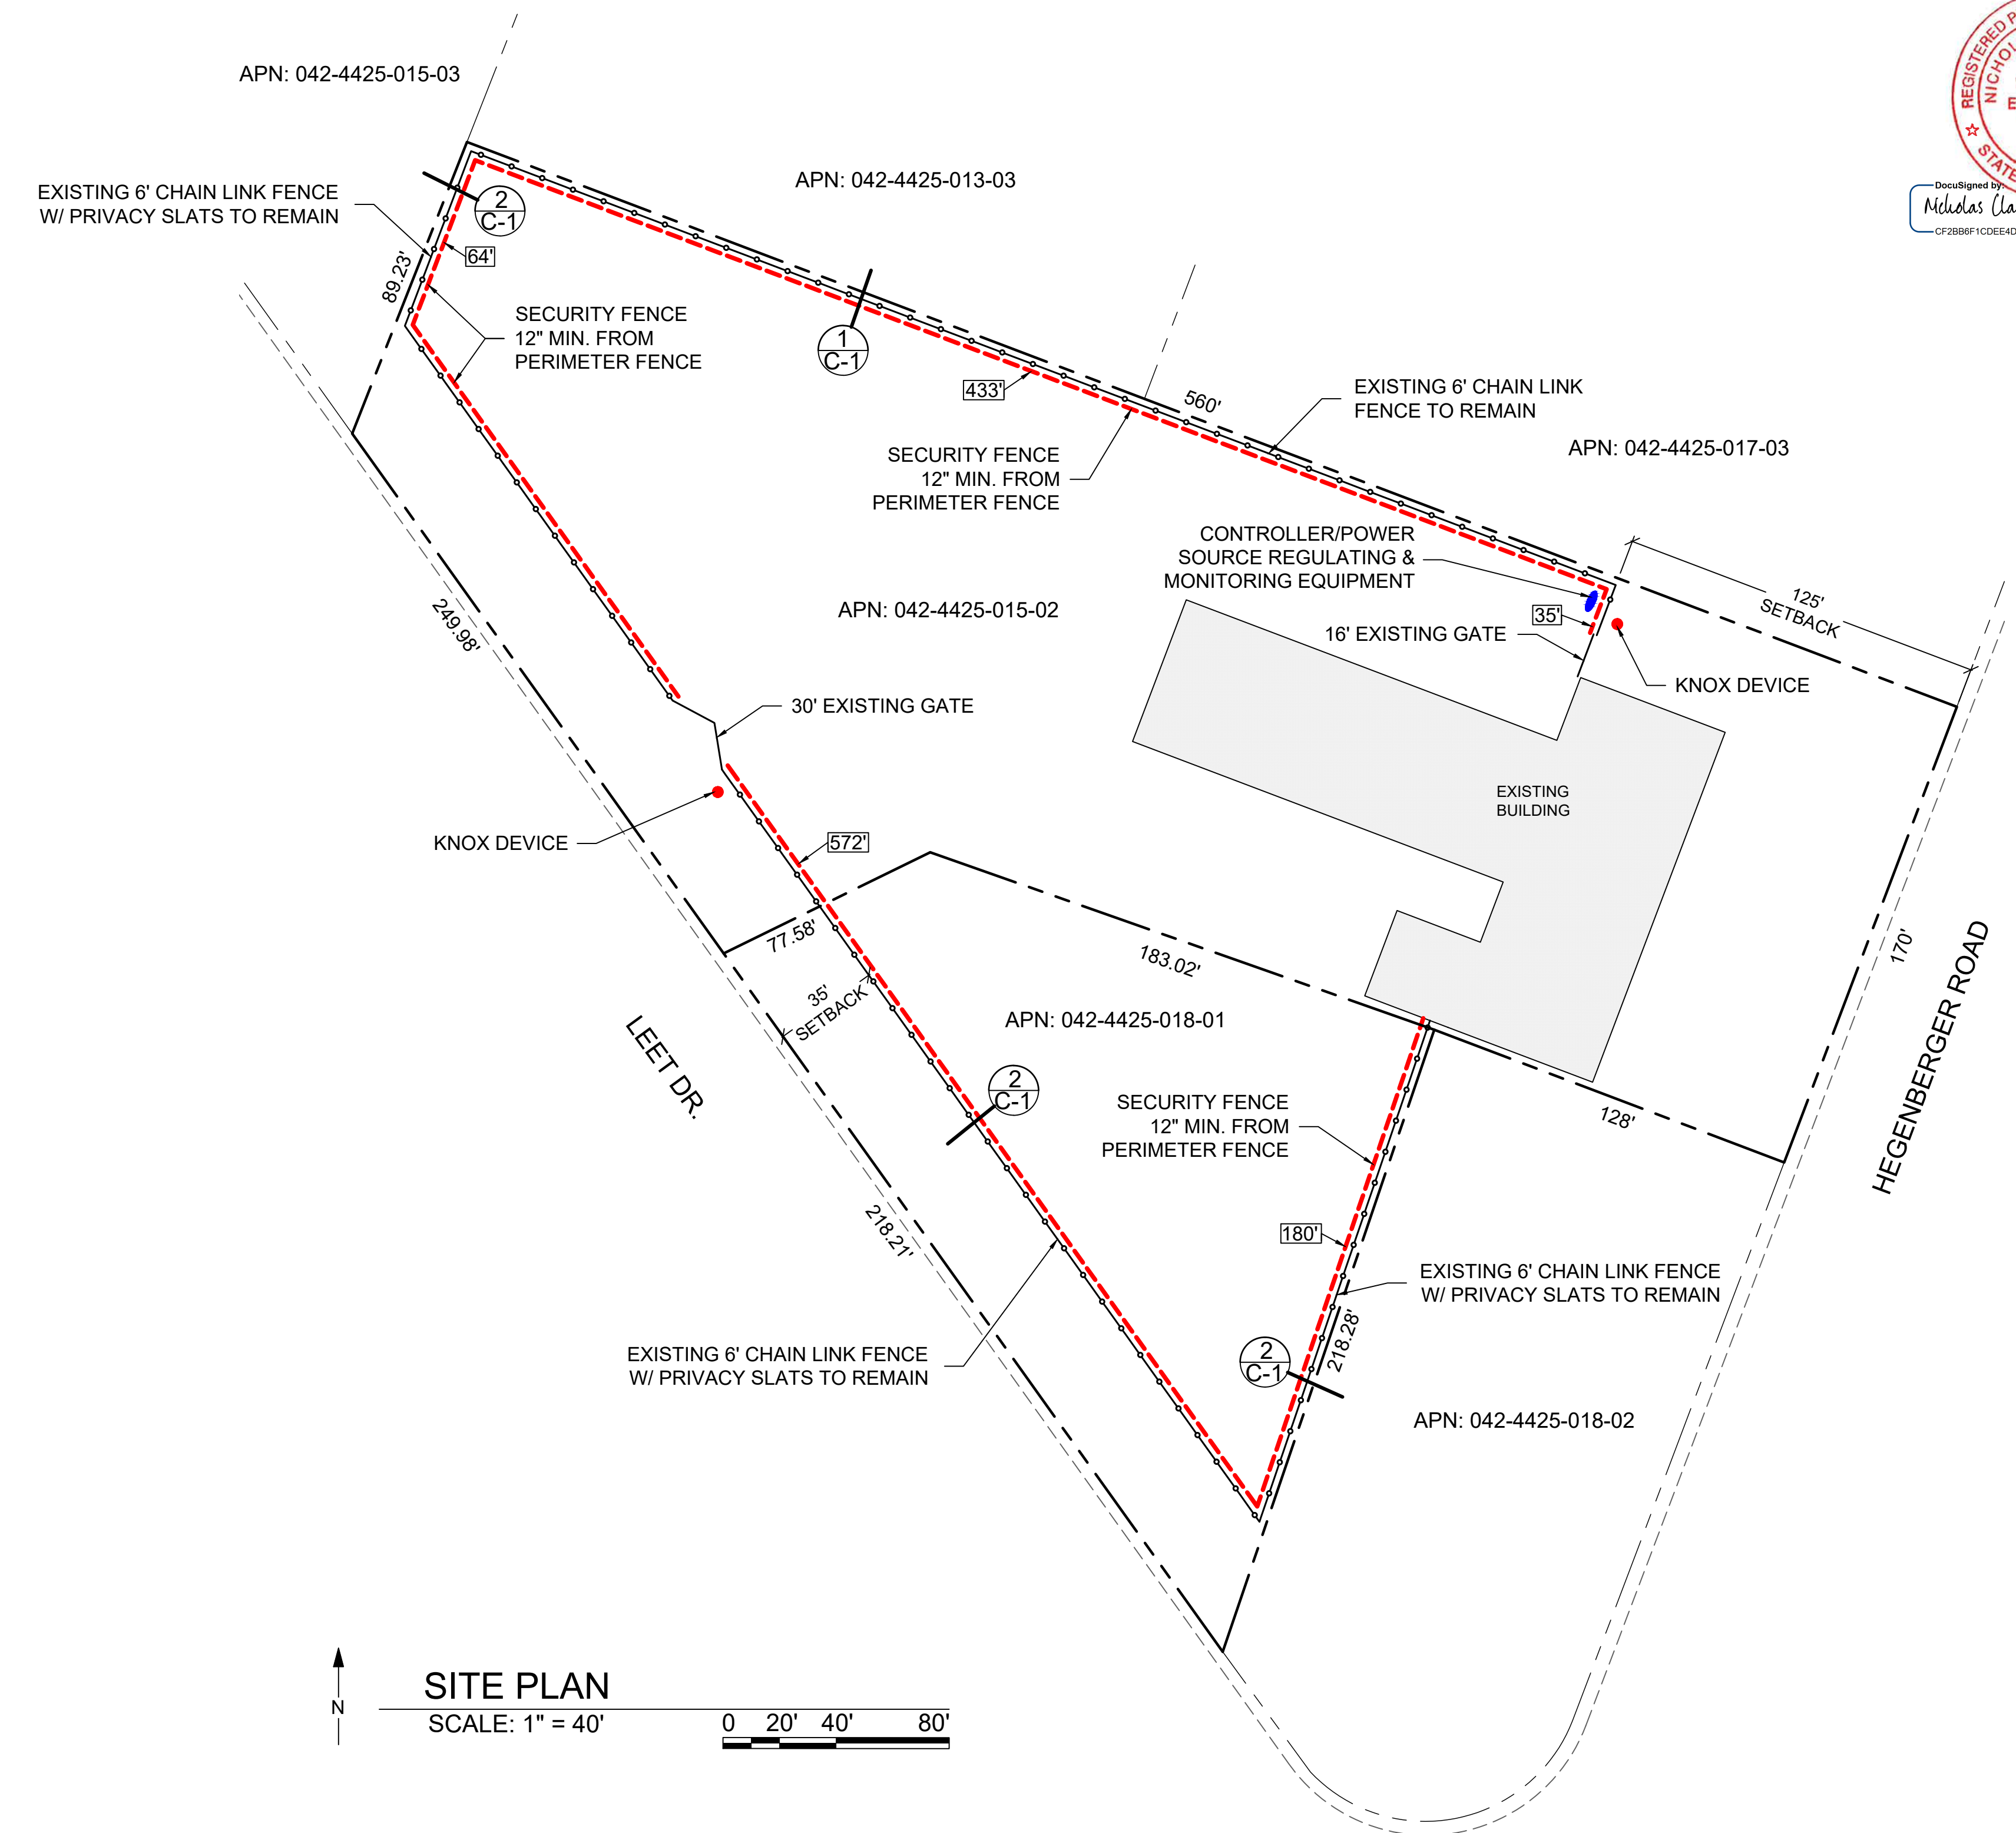 APN: 042-4425-015-03
REGISTERED
STATE
DocuSigned by:
Nicholas
CF2BB6F1CDEE4D
APN: 042-4425-013-03
EXISTING 6' CHAIN LINK FENCE
W/ PRIVACY SLATS TO REMAIN
2
C-1
64'
89.23'
SECURITY FENCE
12" MIN. FROM
PERIMETER FENCE
1
C-1
433'
560'
EXISTING 6' CHAIN LINK
FENCE TO REMAIN
APN: 042-4425-017-03
SECURITY FENCE
12" MIN. FROM
PERIMETER FENCE
CONTROLLER/POWER
SOURCE REGULATING &
MONITORING EQUIPMENT
125'
SETBACK
35'
16' EXISTING GATE
KNOX DEVICE
APN: 042-4425-015-02
249.98'
30' EXISTING GATE
EXISTING
BUILDING
KNOX DEVICE
572'
77.58'
183.02'
170'
35'
SETBACK
APN: 042-4425-018-01
LEET DR.
HEGENBERGER ROAD
2
C-1
SECURITY FENCE
12" MIN. FROM
PERIMETER FENCE
128'
218.21'
180'
EXISTING 6' CHAIN LINK FENCE
W/ PRIVACY SLATS TO REMAIN
218.28'
EXISTING 6' CHAIN LINK FENCE
W/ PRIVACY SLATS TO REMAIN
2
C-1
APN: 042-4425-018-02
N
SITE PLAN
SCALE: 1" = 40'
0 20' 40' 80'